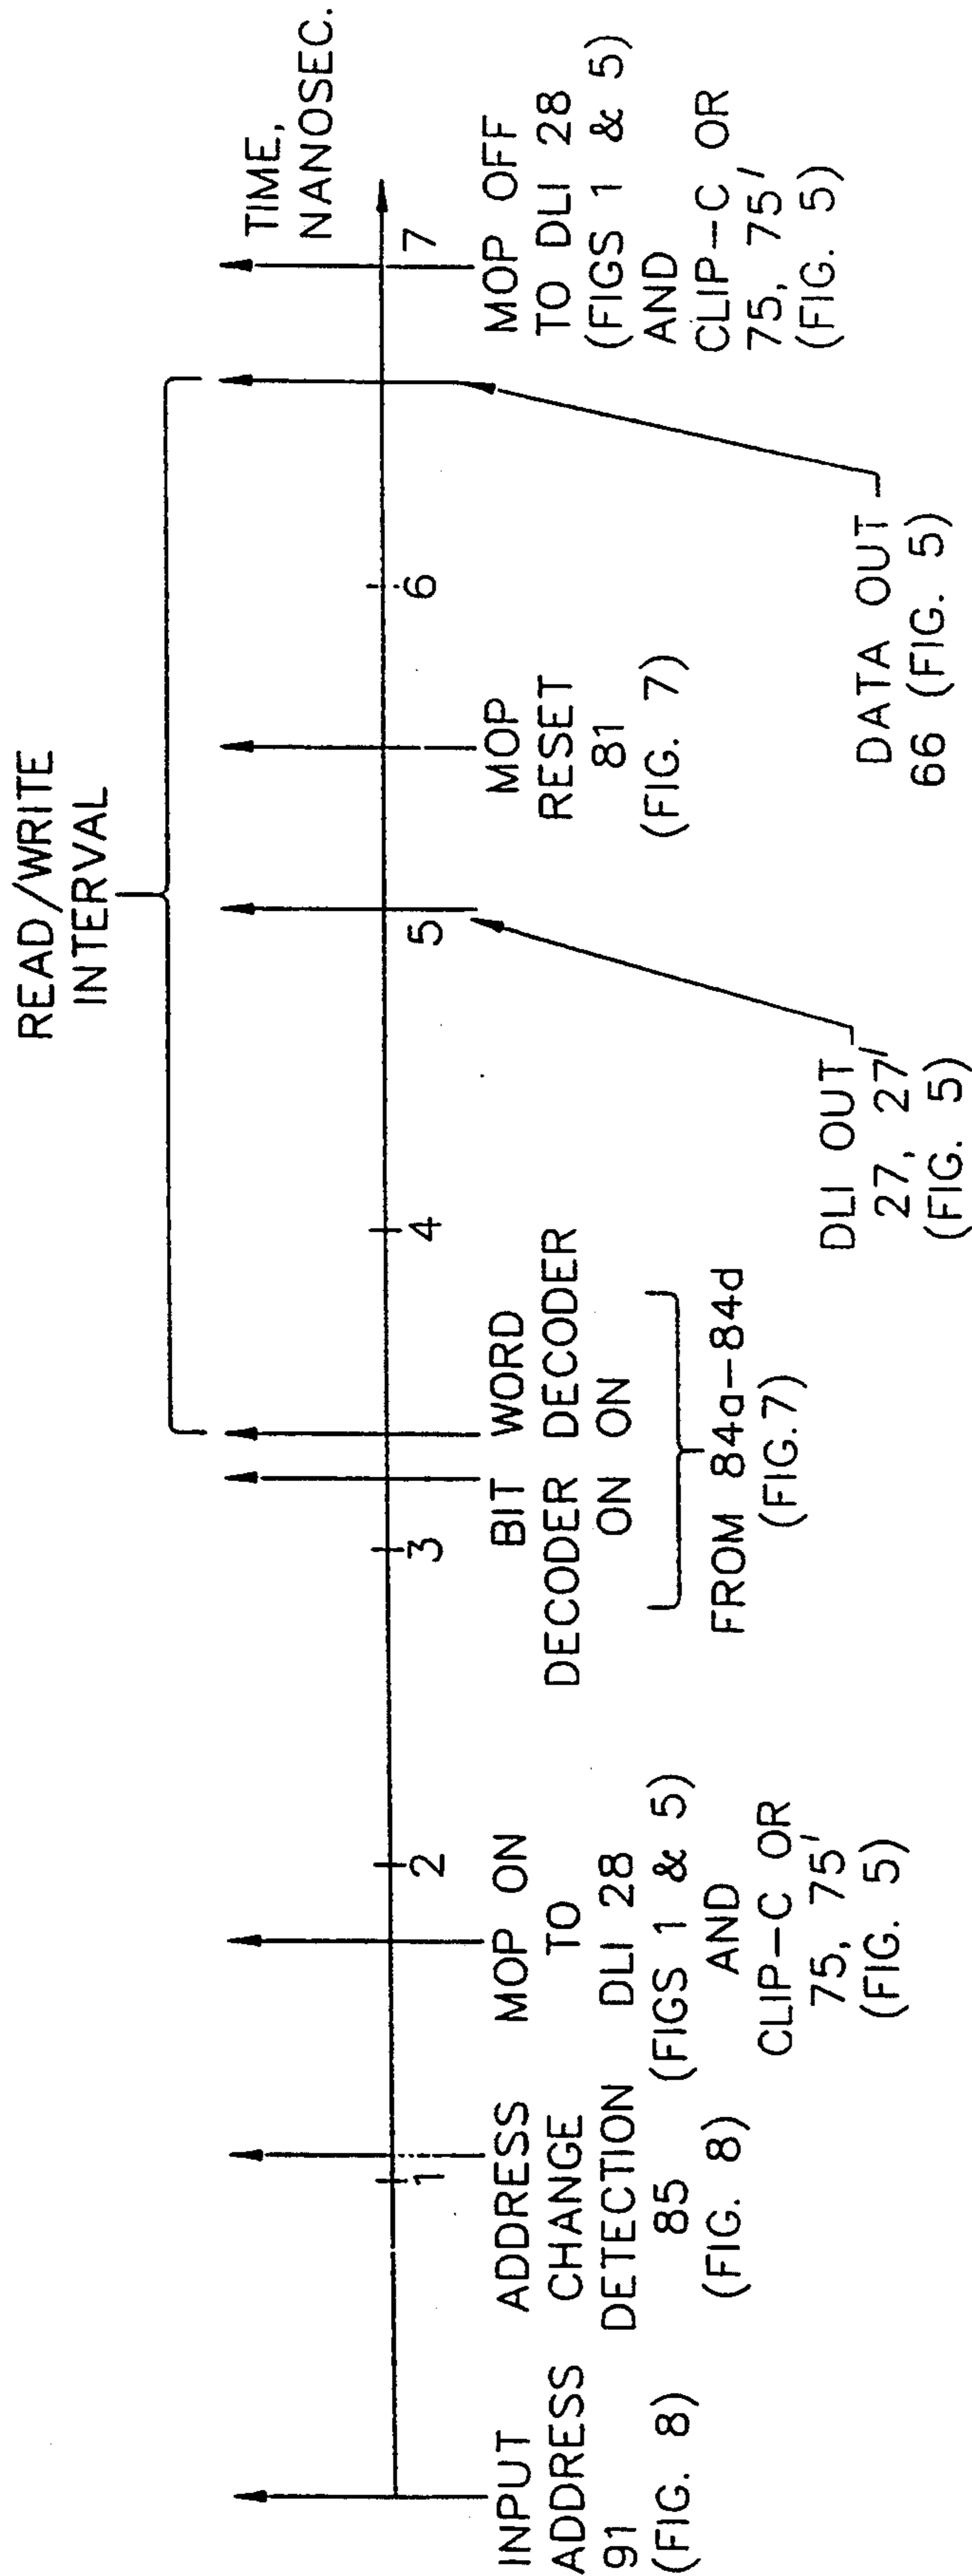 READ/WRITE
INTERVAL
TIME,
NANOSEC.
1
2
3
4
5
6
7
INPUT
ADDRESS
91
(FIG. 8)
ADDRESS
CHANGE
DETECTION
85
(FIG. 8)
MOP ON
TO
DLI 28
(FIGS 1 & 5)
AND
CLIP-C OR
75, 75'
(FIG. 5)
BIT
DECODER
ON
WORD
DECODER
ON
FROM 84a-84d
(FIG.7)
DLI OUT
27, 27'
(FIG. 5)
MOP
RESET
81
(FIG. 7)
DATA OUT
66 (FIG. 5)
MOP OFF
TO DLI 28
(FIGS 1 & 5)
AND
CLIP-C OR
75, 75'
(FIG. 5)